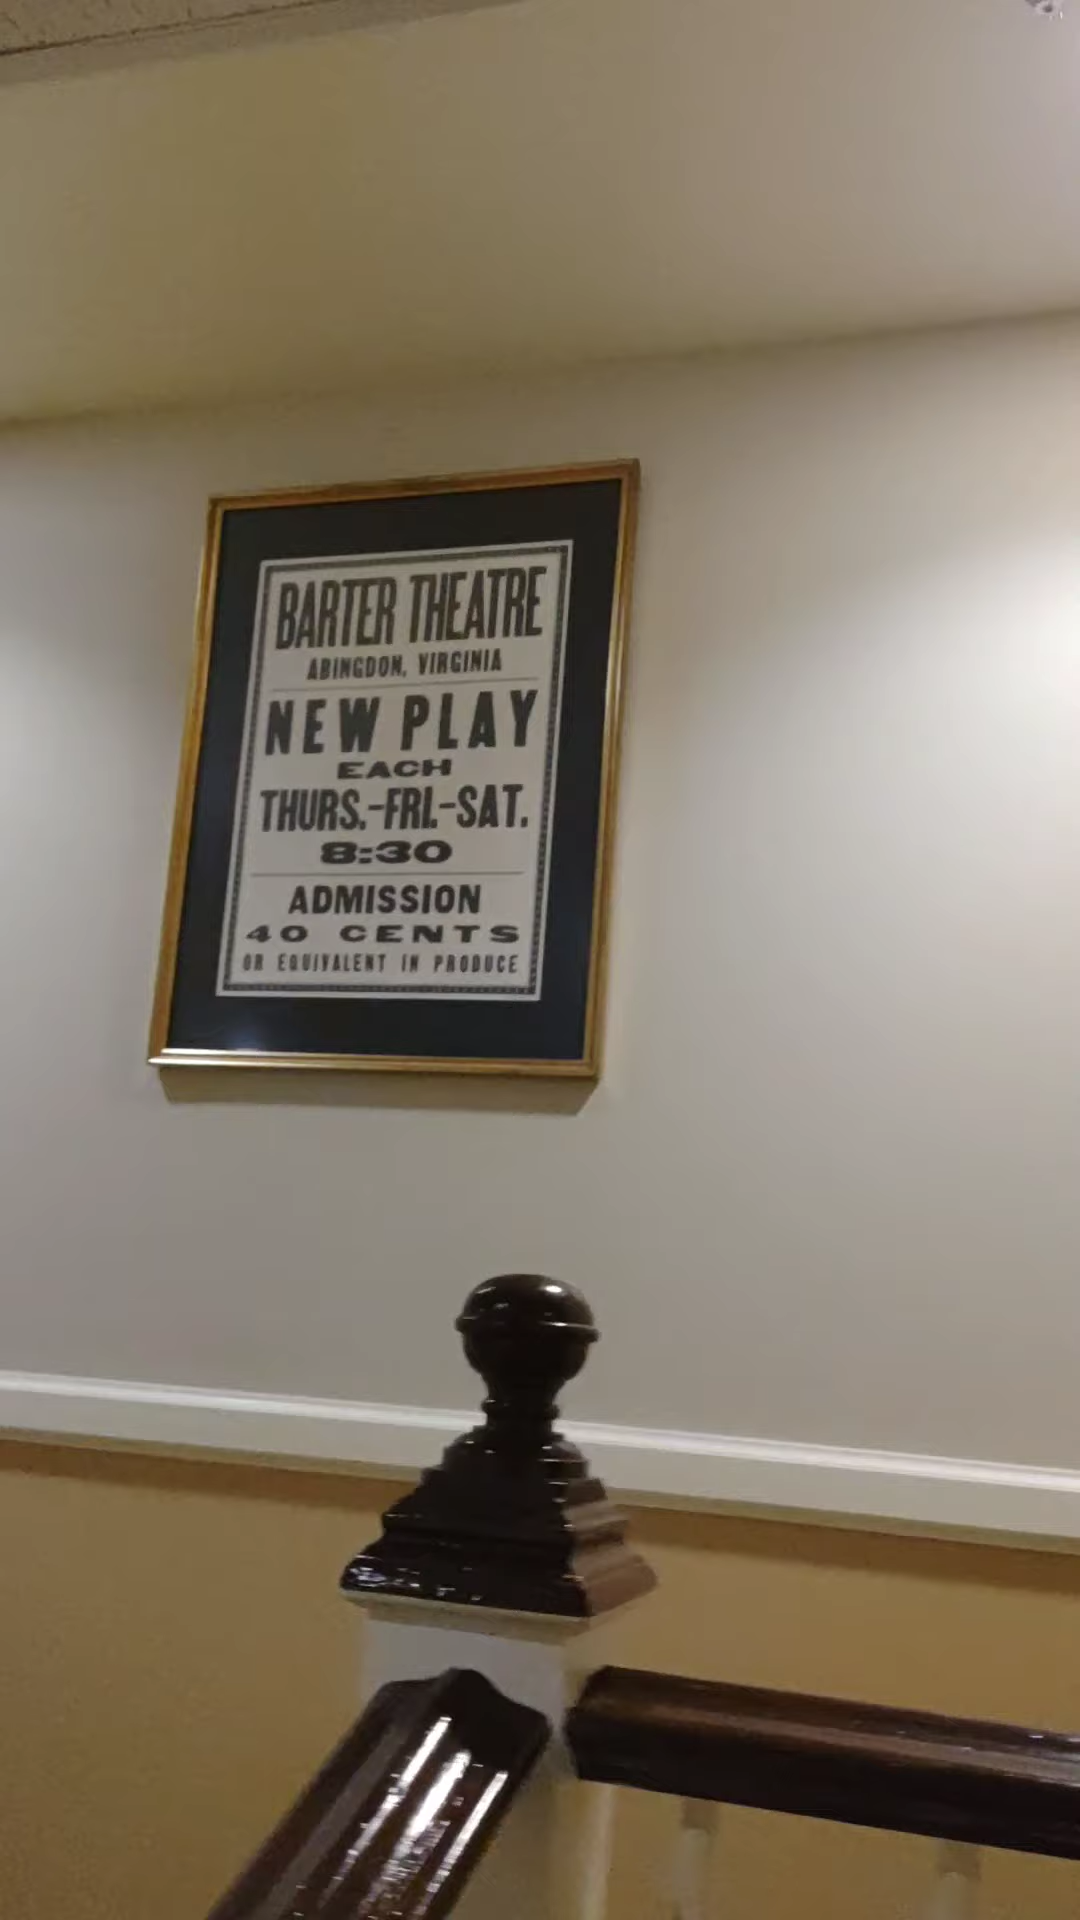 BARTER THEATRE
ABINGDON, VIRGINIA
NEW PLAY
EACH
THURS.-FRI.-SAT.
8:30
ADMISSION
40 CENTS
OR EQUIVALENT IN PRODUCE